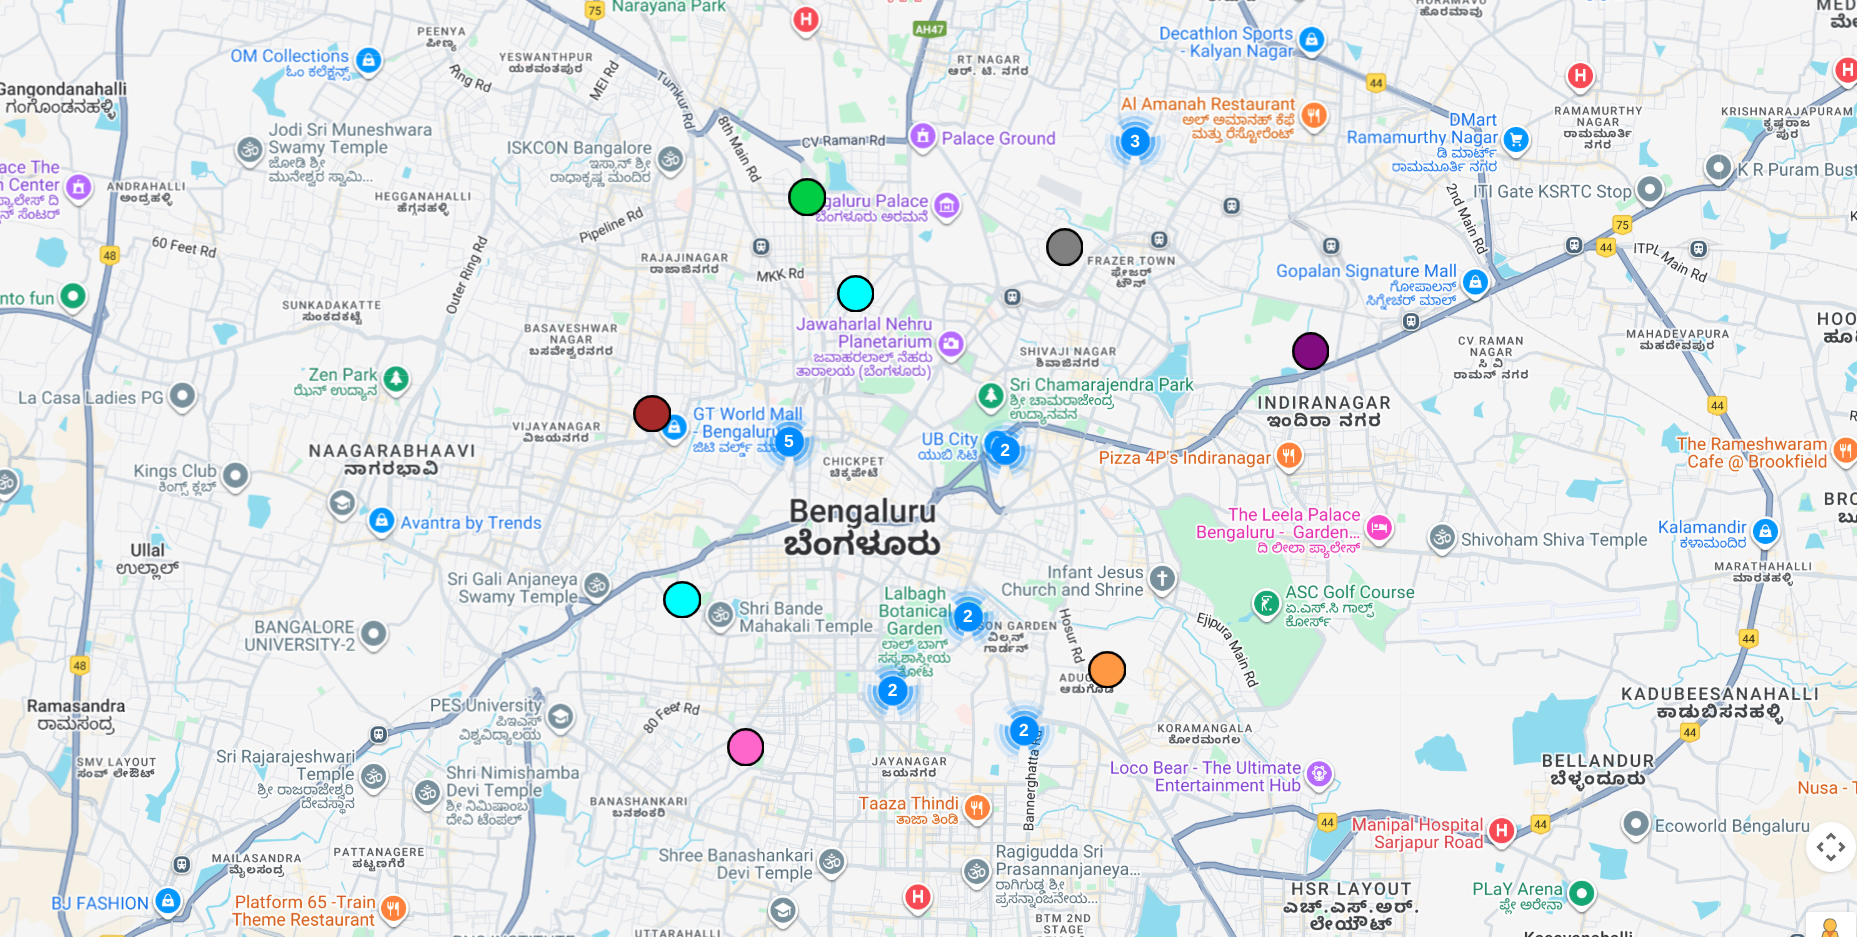 75
Narayana Park
AH47
PEENYA
ಪೀಣ್ಯ
OM Collections
ಓಂ ಕಲೆಕ್ಷನ್ಸ್
YESWANTHPUR
ಯಶವಂತಪುರ
Ring Rd
MEI Rd
Tumkur Rd
RT NAGAR
ಆರ್. ಟಿ. ನಗರ
Decathlon Sports
- Kalyan Nagar
ಹೊರಮಾವು
44
Gangondanahalli
ಗಂಗೊಂಡನಹಳ್ಳಿ
Al Amanah Restaurant
ಅಲ್ ಅಮಾನಹ್ ಕೆಫೆ
ಮತ್ತು ರೆಸ್ಟೋರೆಂಟ್
3
DMart
Ramamurthy Nagar
ಡಿ ಮಾರ್ಟ್
ರಾಮಮೂರ್ತಿ ನಗರ
RAMAMURTHY
NAGAR
ರಾಮಮೂರ್ತಿ
ನಗರ
KRISHNARAJAPURAM
ಕೃಷ್ಣರಾಜ
ಪುರ
Jodi Sri Muneshwara
Swamy Temple
ಜೋಡಿ ಶ್ರೀ
ಮುನೇಶ್ವರ ಸ್ವಾಮಿ...
ISKCON Bangalore
ಇಸ್ಕಾನ್ ಶ್ರೀ
ರಾಧಾಕೃಷ್ಣ ಮಂದಿರ
8th Main Rd
CV Raman Rd
Palace Ground
K R Puram Bust
ITI Gate KSRTC Stop
2nd Main Rd
ANDRAHALLI
ಅಂದ್ರಹಳ್ಳಿ
HEGGANAHALLI
ಹೆಗ್ಗನಹಳ್ಳಿ
galuru Palace
ಬೆಂಗಳೂರು ಅರಮನೆ
Pipeline Rd
60 Feet Rd
48
Outer Ring Rd
RAJAJINAGAR
ರಾಜಾಜಿನಗರ
MKK Rd
FRAZER TOWN
ಫ್ರೇಜರ್
ಟೌನ್
75
44
ITPL Main Rd
Gopalan Signature Mall
ಗೋಪಾಲನ್
ಸಿಗ್ನೇಚರ್ ಮಾಲ್
nto fun
SUNKADAKATTE
ಸುಂಕದಕಟ್ಟೆ
BASAVESHWAR
NAGAR
ಬಸವೇಶ್ವರನಗರ
Jawaharlal Nehru
Planetarium
ಜವಾಹರಲಾಲ್ ನೆಹರು
ತಾರಾಲಯ (ಬೆಂಗಳೂರು)
SHIVAJI NAGAR
ಶಿವಾಜಿನಗರ
CV RAMAN
NAGAR
ಸಿ ವಿ
ರಾಮನ್ ನಗರ
MAHADEVAPURA
ಮಹದೇವಪುರ
Zen Park
ಝೆನ್ ಉದ್ಯಾನ
La Casa Ladies PG
Sri Chamarajendra Park
ಶ್ರೀ ಚಾಮರಾಜೇಂದ್ರ
ಉದ್ಯಾನವನ
INDIRANAGAR
ಇಂದಿರಾ ನಗರ
44
GT World Mall
- Bengaluru
ಜಿಟಿ ವರ್ಲ್ಡ್
5
VIJAYANAGAR
ವಿಜಯನಗರ
UB City
ಯುಬಿ ಸಿಟಿ
2
NAAGARABHAAVI
ನಾಗರಭಾವಿ
Kings Club
ಕಿಂಗ್ಸ್ ಕ್ಲಬ್
CHICKPET
ಚಿಕ್ಕಪೇಟೆ
Pizza 4P's Indiranagar
The Rameshwaram
Cafe @ Brookfield
Bengaluru
ಬೆಂಗಳೂರು
Avantra by Trends
The Leela Palace
Bengaluru - Garden...
ದಿ ಲೀಲಾ ಪ್ಯಾಲೇಸ್
Shivoham Shiva Temple
Kalamandir
ಕಳಾಮಂದಿರ
Ullal
ಉಲ್ಲಾಲ್
Sri Gali Anjaneya
Swamy Temple
Infant Jesus
Church and Shrine
MARATHAHALLI
ಮಾರತಹಳ್ಳಿ
ASC Golf Course
ಏ.ಎಸ್.ಸಿ ಗಾಲ್ಫ್
ಕೋರ್ಸ್
Shri Bande
Mahakali Temple
Lalbagh
Botanical
Garden
ಲಾಲ್ ಬಾಗ್
ಸಸ್ಯಶಾಸ್ತ್ರೀಯ
ತೋಟ
2
SON GARDEN
ವಿಲ್ಸನ್
ಗಾರ್ಡನ್
Hosur Rd
Ejipura Main Rd
BANGALORE
UNIVERSITY-2
44
48
ADUG
ಆಡುಗೋಡಿ
2
Ramasandra
ರಾಮಸಂದ್ರ
PES University
ಪಿಇಎಸ್
ವಿಶ್ವವಿದ್ಯಾಲಯ
80 Feet Rd
2
KORAMANGALA
ಕೋರಮಂಗಲ
KADUBEESANAHALLI
ಕಾಡುಬಿಸನಹಳ್ಳಿ
44
SMV LAYOUT
ಸಂವ್ ಲೇಔಟ್
Sri Rajarajeshwari
Temple
ಶ್ರೀ ರಾಜರಾಜೇಶ್ವರಿ
ದೇವಸ್ಥಾನ
Shri Nimishamba
Devi Temple
ಶ್ರೀ ನಿಮಿಷಾಂಬ
ದೇವಿ ಟೆಂಪಲ್
JAYANAGAR
ಜಯನಗರ
Bannerghatta Rd
Loco Bear - The Ultimate
Entertainment Hub
BELLANDUR
ಬೆಳ್ಳಂದೂರು
BANASHANKARI
ಬನಶಂಕರಿ
Taaza Thindi
ತಾಜಾ ತಿಂಡಿ
44
Manipal Hospital
Sarjapur Road
44
Ecoworld Bengaluru
MAILASANDRA
ಮೈಲಸಂದ್ರ
PATTANAGERE
ಪಟ್ಟಣಗೆರೆ
Shree Banashankari
Devi Temple
Ragigudda Sri
Prasannanjaneya...
ರಾಗಿಗುಡ್ಡ ಶ್ರೀ
ಪ್ರಸನ್ನಾಂಜನೇಯ...
BJ FASHION
Platform 65 -Train
Theme Restaurant
HSR LAYOUT
ಎಚ್.ಎಸ್.ಆರ್.
ಲೇಯೌಟ್
PLaY Arena
ಪ್ಲೇ ಅರೇನಾ
BTM 2ND
STAGE
UTTARAHALLI